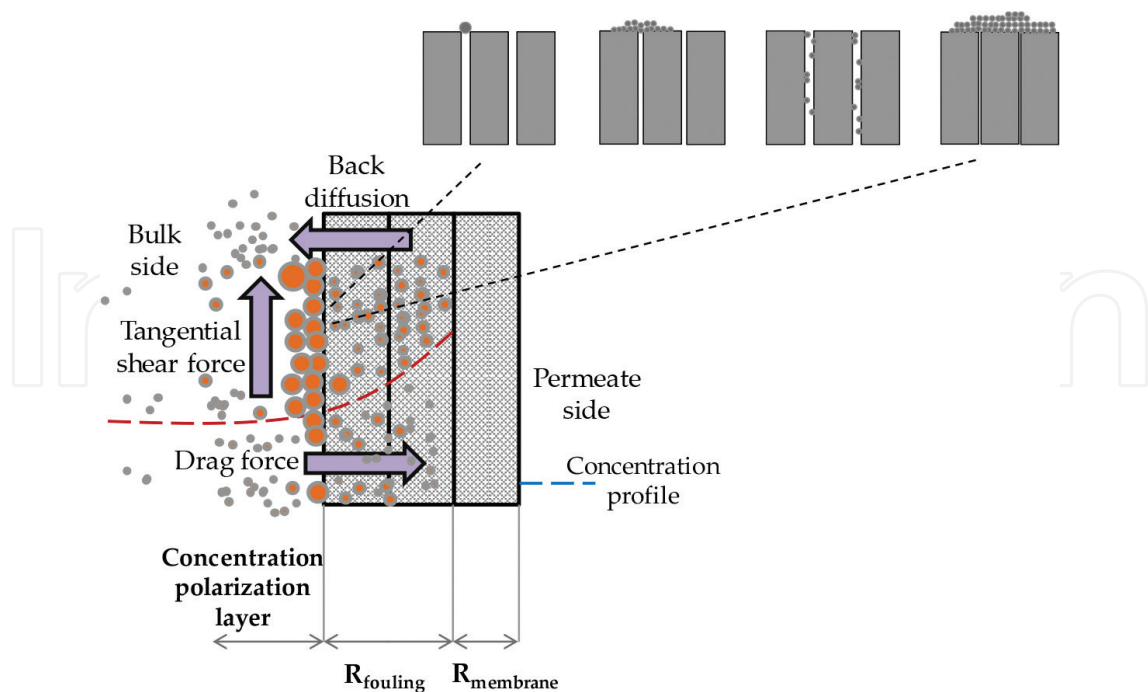 Back
diffusion
Bulk
side
Tangential
shear force
Permeate
side
Drag force
Concentration
profile
Concentration
polarization
layer
Rfouling
Rmembrane